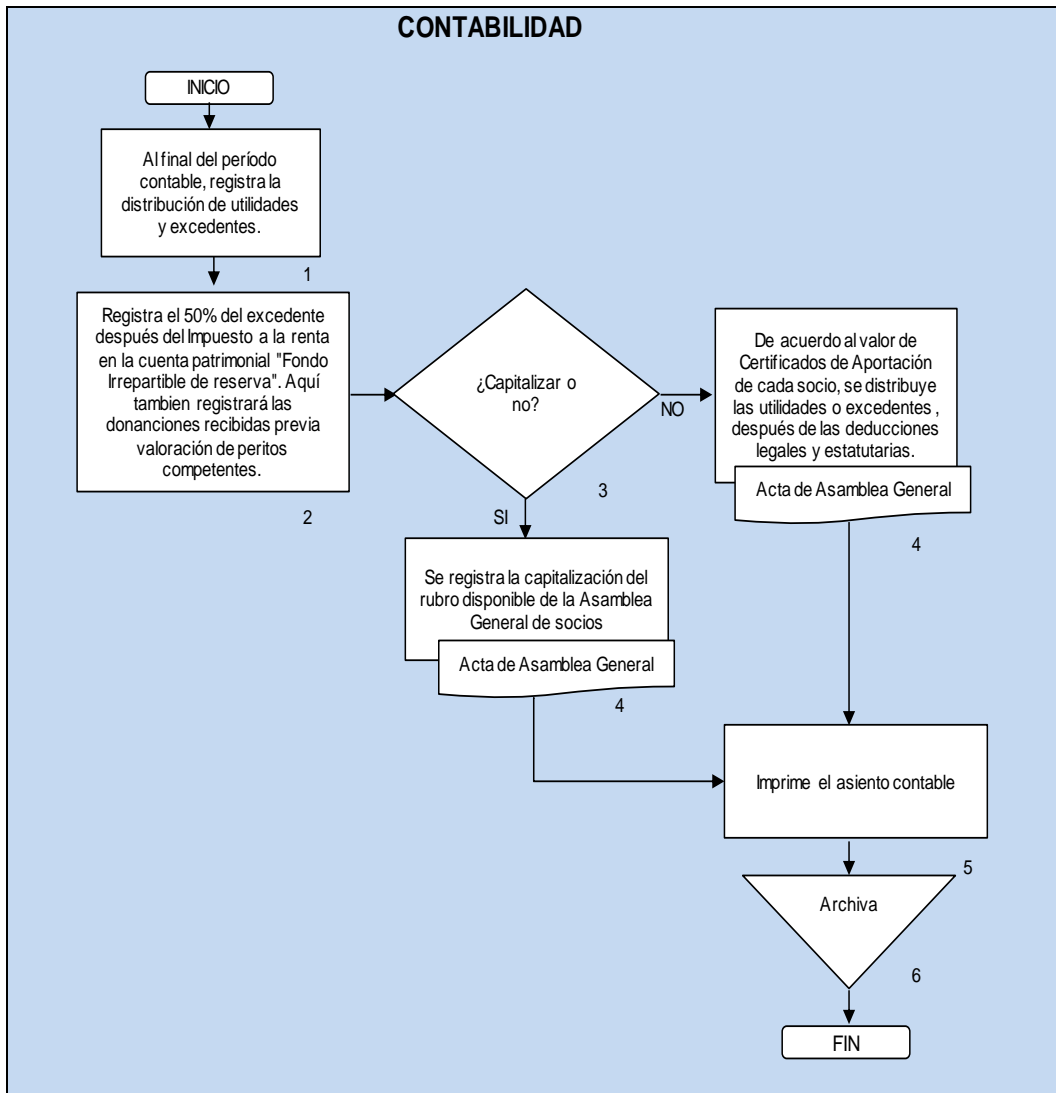 CONTABILIDAD
INICIO
Al final del período
contable, registra la
distribución de utilidades
y excedentes.
1
Registra el 50% del excedente
después del Impuesto a la renta
en la cuenta patrimonial "Fondo
Irrepartible de reserva". Aquí
tambien registrará las
donanciones recibidas previa
valoración de peritos
competentes.
2
¿Capitalizar o
no?
3
NO
De acuerdo al valor de
Certificados de Aportación
de cada socio, se distribuye
las utilidades o excedentes ,
después de las deducciones
legales y estatutarias.
Acta de Asamblea General
4
SI
Se registra la capitalización del
rubro disponible de la Asamblea
General de socios
Acta de Asamblea General
4
Imprime el asiento contable
5
Archiva
6
FIN